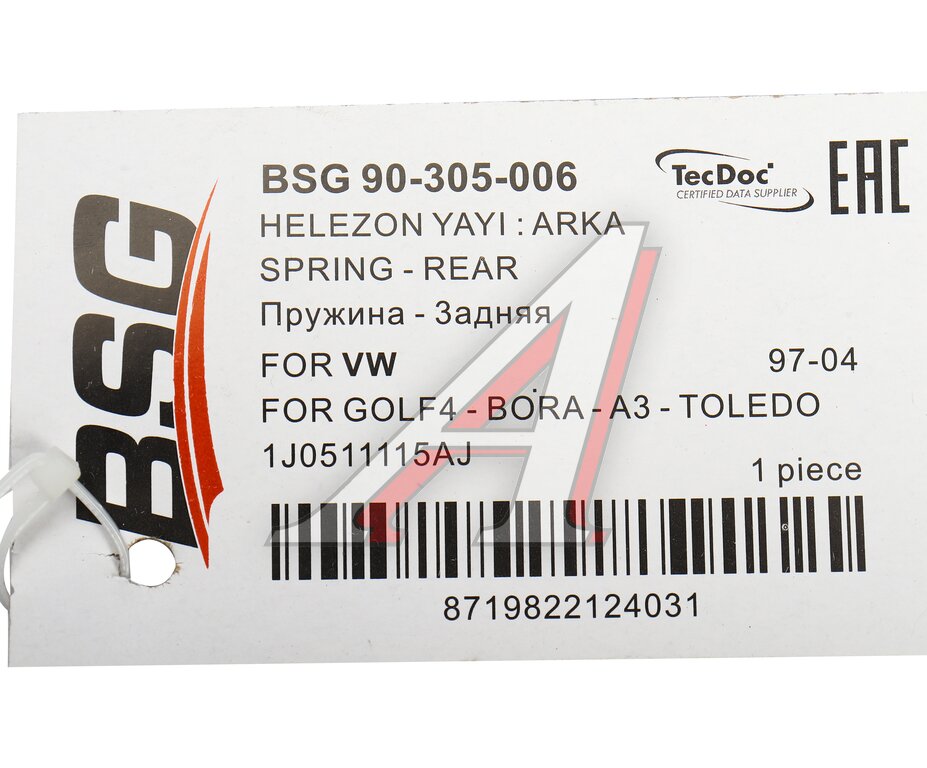 BSG
BSG 90-305-006
TecDoc
CERTIFIED DATA SUPPLIER
EAC
HELEZON YAYI : ARKA
SPRING - REAR
Пружина - Задняя
FOR VW 97-04
FOR GOLF4 - BORA - A3 - TOLEDO
1J0511115AJ
1 piece
8719822124031